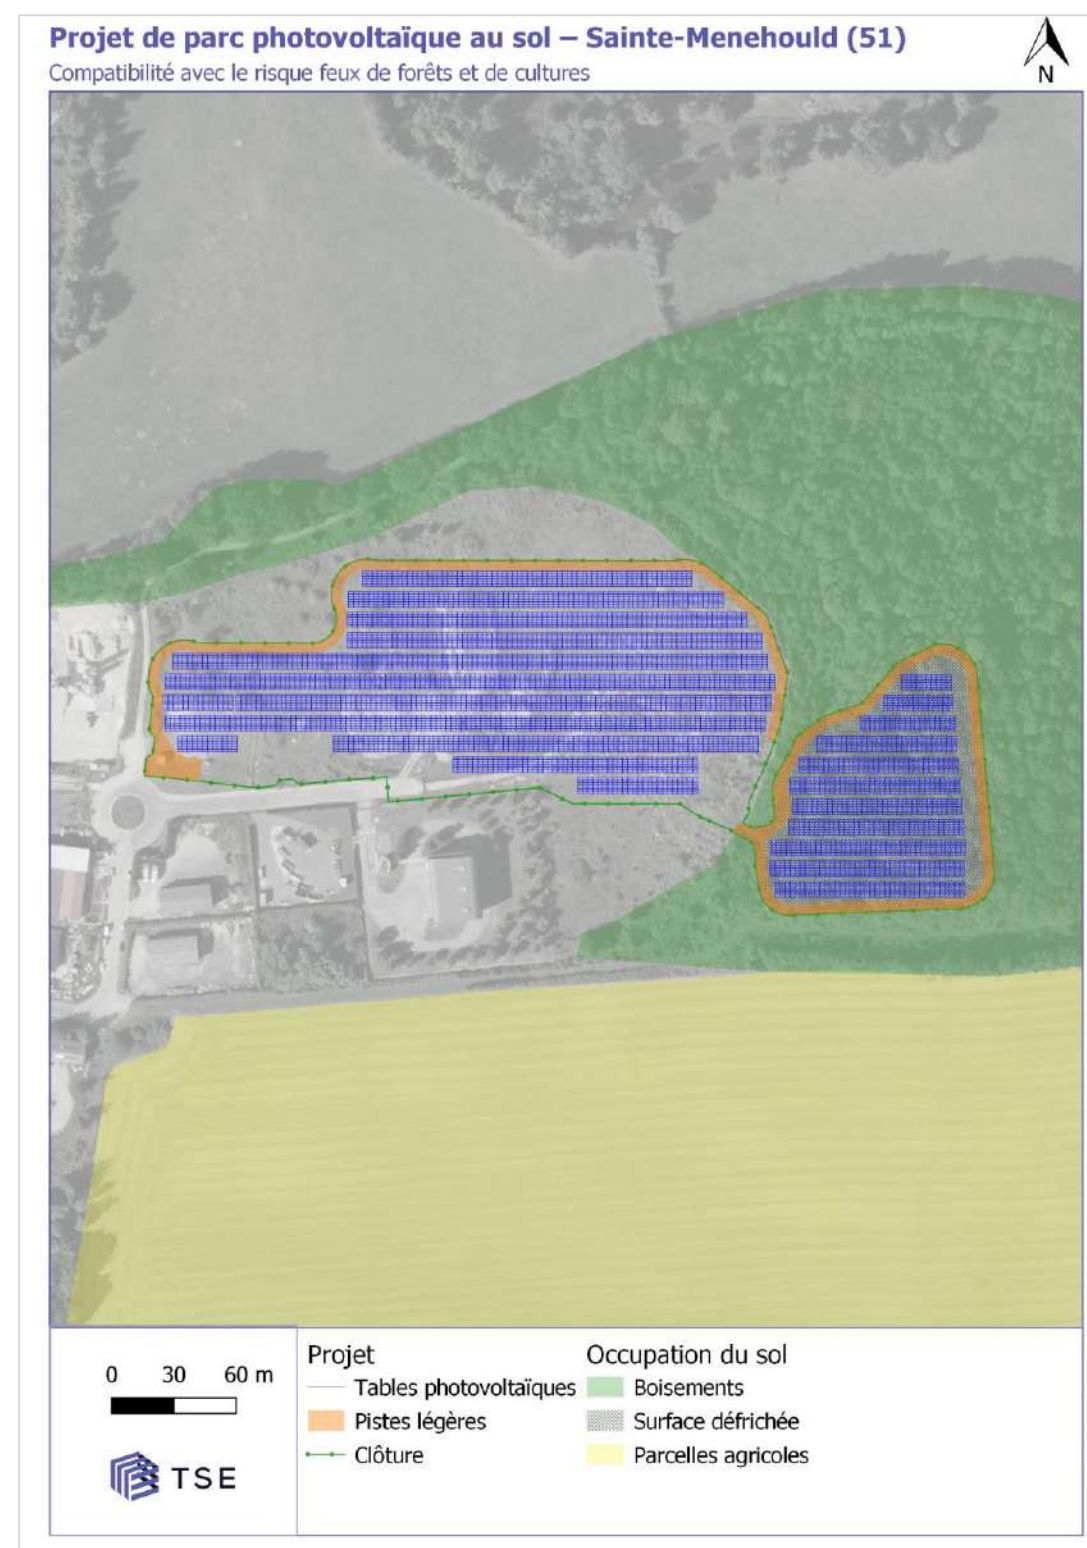 Projet de parc photovoltaïque au sol – Sainte-Menehould (51)
Compatibilité avec le risque feux de forêts et de cultures
N
0 30 60 m
TSE
Projet
Tables photovoltaïques
Pistes légères
Clôture
Occupation du sol
Boisements
Surface défrichée
Parcelles agricoles